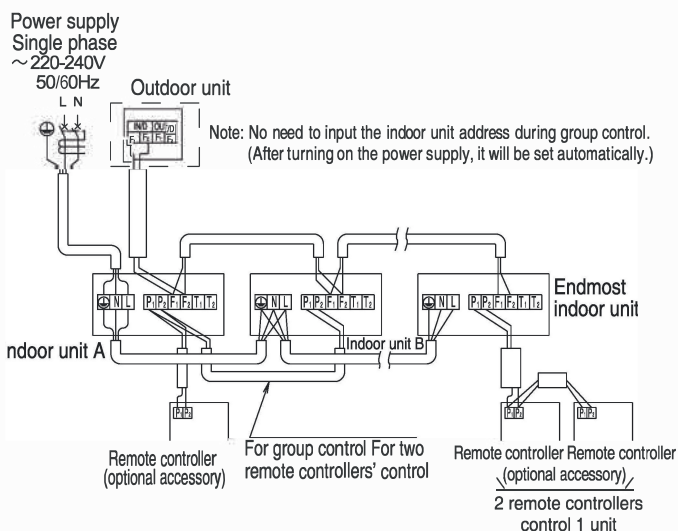 Power supply
Single phase
～220-240V
50/60Hz
L N
Outdoor unit
IN/D OUT/D
F₁ F₂ F₁ F₂
Note: No need to input the indoor unit address during group control.
(After turning on the power supply, it will be set automatically.)
N L
P₁ P₂ F₁ F₂ T₁ T₂
N L
P₁ P₂ F₁ F₂ T₁ T₂
N L
P₁ P₂ F₁ F₂ T₁ T₂
Endmost
indoor unit
ndoor unit A
Indoor unit B
P₁ P₂
P₁ P₂
P₁ P₂
Remote controller
(optional accessory)
For group control For two
remote controllers' control
Remote controller Remote controller
(optional accessory)
2 remote controllers
control 1 unit